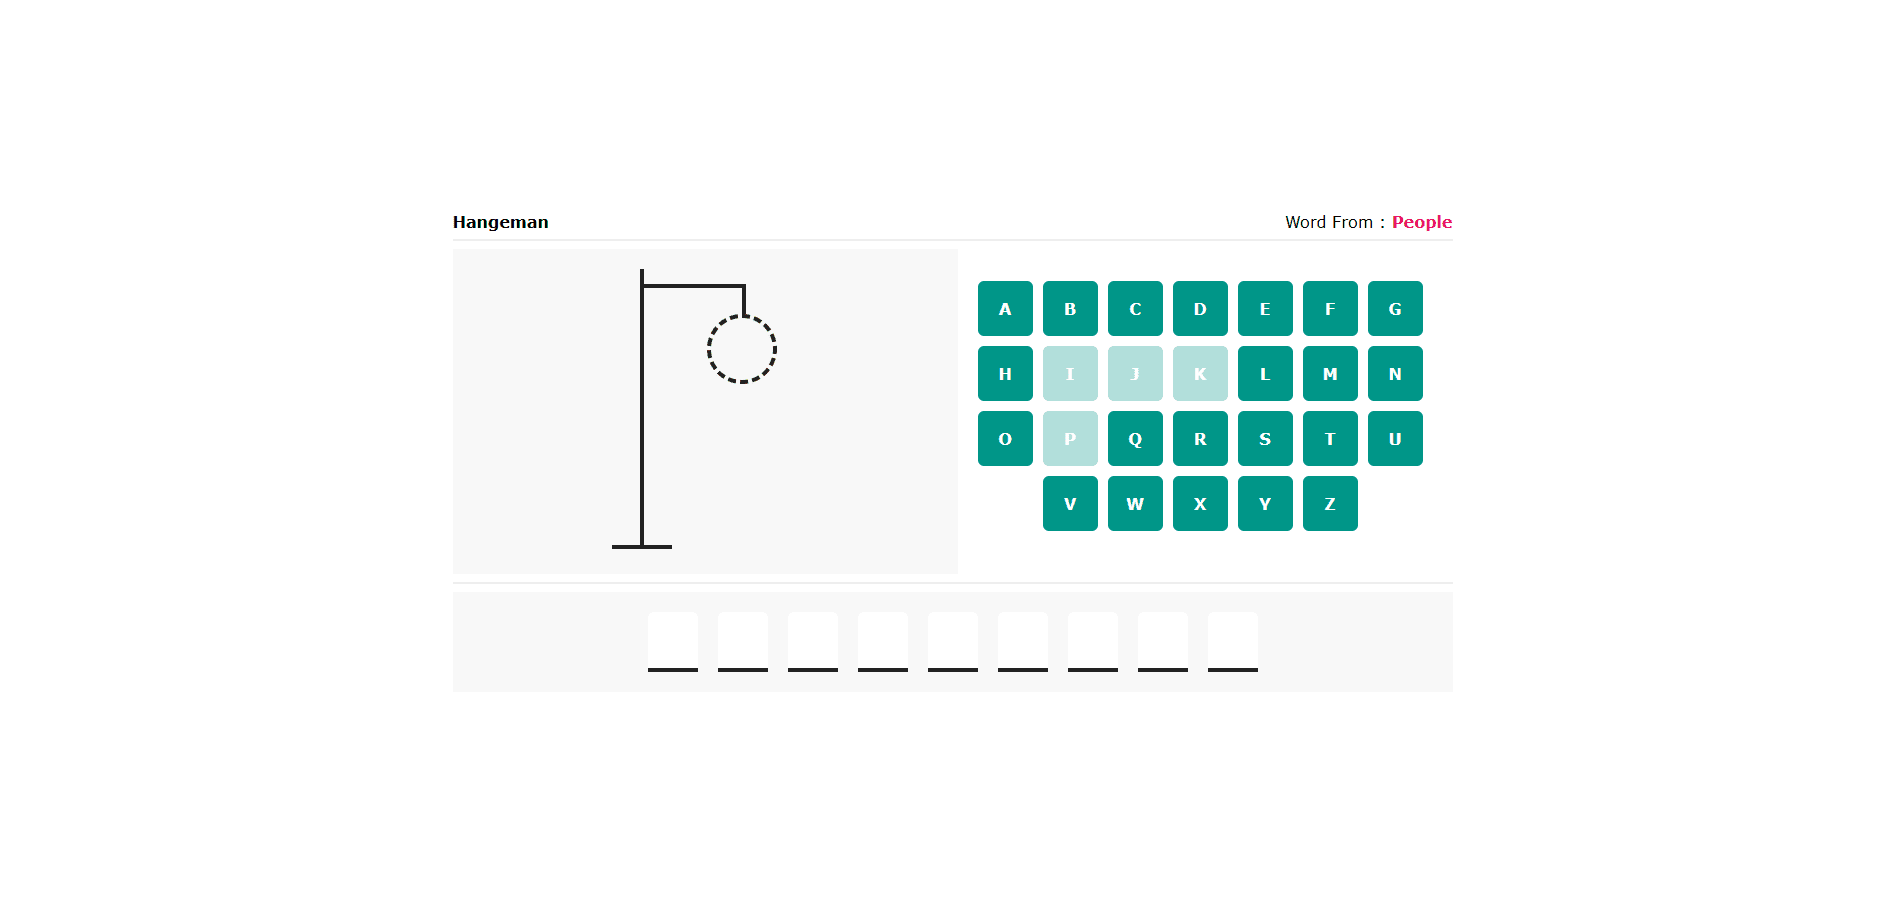 Hangeman
Word From : People
A B C D E F G
H I J K L M N
O P Q R S T U
V W X Y Z